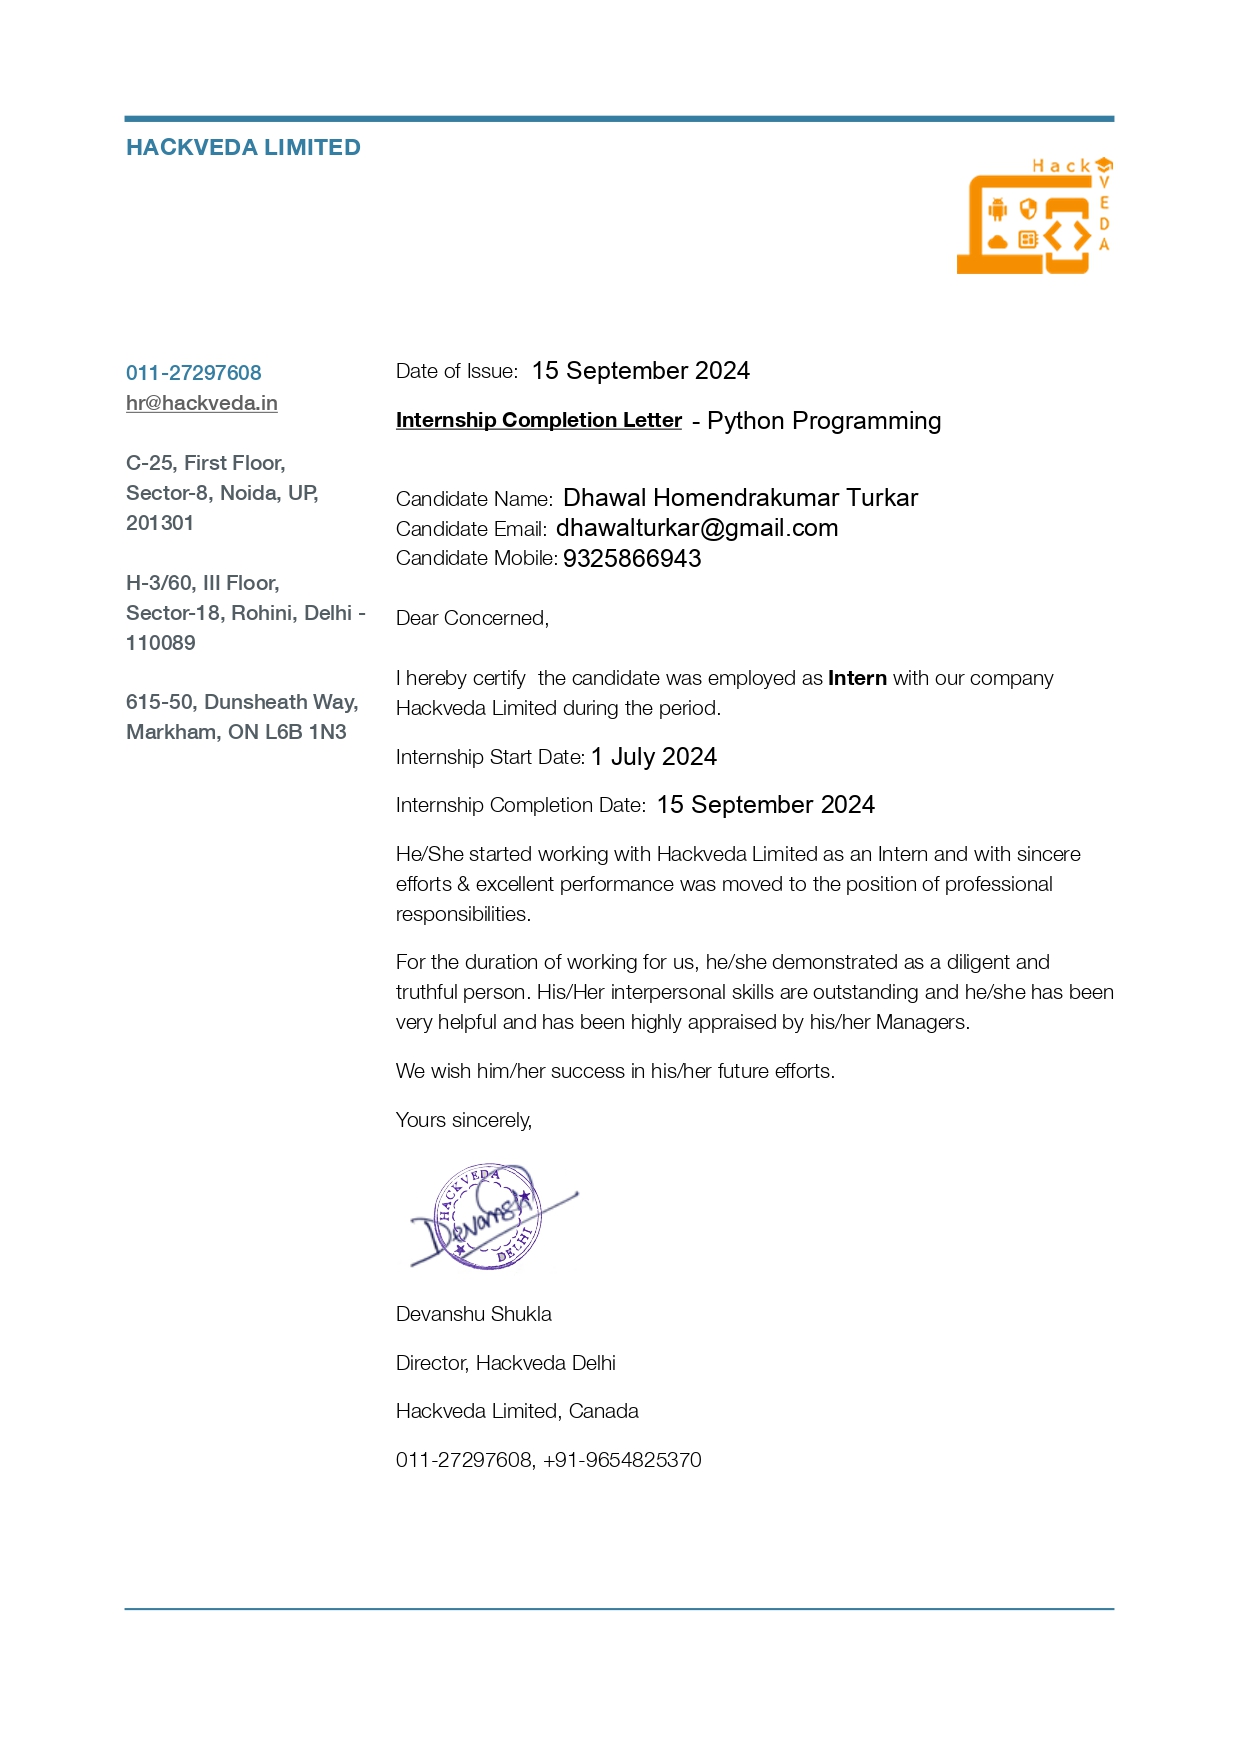 HACKVEDA LIMITED
Hack
VEDA
011-27297608
hr@hackveda.in
C-25, First Floor,
Sector-8, Noida, UP,
201301
H-3/60, III Floor,
Sector-18, Rohini, Delhi -
110089
615-50, Dunsheath Way,
Markham, ON L6B 1N3
Date of Issue: 15 September 2024
Internship Completion Letter - Python Programming
Candidate Name: Dhawal Homendrakumar Turkar
Candidate Email: dhawalturkar@gmail.com
Candidate Mobile: 9325866943
Dear Concerned,
I hereby certify  the candidate was employed as Intern with our company
Hackveda Limited during the period.
Internship Start Date: 1 July 2024
Internship Completion Date: 15 September 2024
He/She started working with Hackveda Limited as an Intern and with sincere
efforts & excellent performance was moved to the position of professional
responsibilities.
For the duration of working for us, he/she demonstrated as a diligent and
truthful person. His/Her interpersonal skills are outstanding and he/she has been
very helpful and has been highly appraised by his/her Managers.
We wish him/her success in his/her future efforts.
Yours sincerely,
HACKVEDA
Devansh
DELHI
Devanshu Shukla
Director, Hackveda Delhi
Hackveda Limited, Canada
011-27297608, +91-9654825370